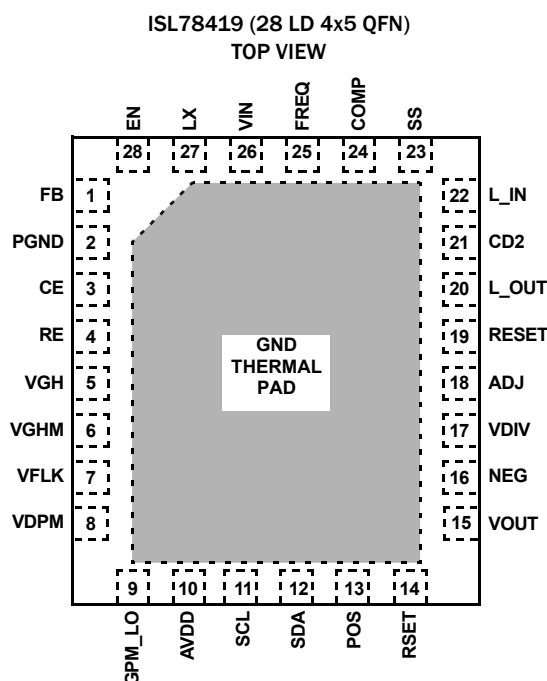 ISL78419 (28 LD 4x5 QFN)
TOP VIEW
EN LX VIN FREQ COMP SS
28 27 26 25 24 23
FB 1
PGND 2
CE 3
RE 4
VGH 5
VGHM 6
VFLK 7
VDPM 8
GND
THERMAL
PAD
22 L_IN
21 CD2
20 L_OUT
19 RESET
18 ADJ
17 VDIV
16 NEG
15 VOUT
9 10 11 12 13 14
GPM_LO AVDD SCL SDA POS RSET